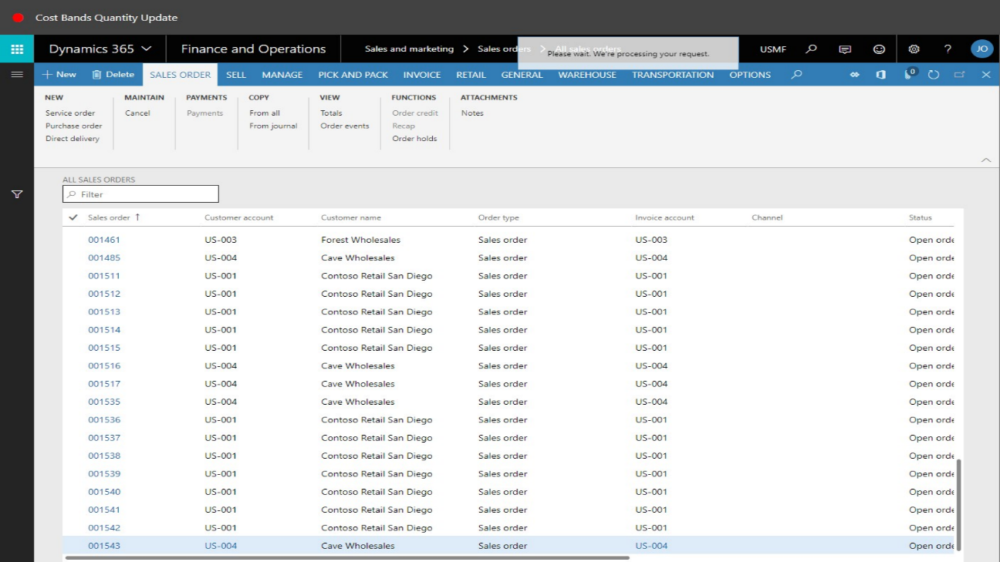 Cost Bands Quantity Update
Dynamics 365 Finance and Operations Sales and marketing > Sales orders > All sales orders USMF ? JO
Please wait. We're processing your request.
+ New Delete SALES ORDER SELL MANAGE PICK AND PACK INVOICE RETAIL GENERAL WAREHOUSE TRANSPORTATION OPTIONS 0
NEW MAINTAIN PAYMENTS COPY VIEW FUNCTIONS ATTACHMENTS
Service order Cancel Payments From all Totals Order credit Notes
Purchase order From journal Order events Recap
Direct delivery Order holds
ALL SALES ORDERS
Filter
Sales order ↑ Customer account Customer name Order type Invoice account Channel Status
001461 US-003 Forest Wholesales Sales order US-003 Open orde
001485 US-004 Cave Wholesales Sales order US-004 Open orde
001511 US-001 Contoso Retail San Diego Sales order US-001 Open orde
001512 US-001 Contoso Retail San Diego Sales order US-001 Open orde
001513 US-001 Contoso Retail San Diego Sales order US-001 Open orde
001514 US-001 Contoso Retail San Diego Sales order US-001 Open orde
001515 US-001 Contoso Retail San Diego Sales order US-001 Open orde
001516 US-004 Cave Wholesales Sales order US-004 Open orde
001517 US-004 Cave Wholesales Sales order US-004 Open orde
001535 US-004 Cave Wholesales Sales order US-004 Open orde
001536 US-001 Contoso Retail San Diego Sales order US-001 Open orde
001537 US-001 Contoso Retail San Diego Sales order US-001 Open orde
001538 US-001 Contoso Retail San Diego Sales order US-001 Open orde
001539 US-001 Contoso Retail San Diego Sales order US-001 Open orde
001540 US-001 Contoso Retail San Diego Sales order US-001 Open orde
001541 US-001 Contoso Retail San Diego Sales order US-001 Open orde
001542 US-001 Contoso Retail San Diego Sales order US-001 Open orde
001543 US-004 Cave Wholesales Sales order US-004 Open orde